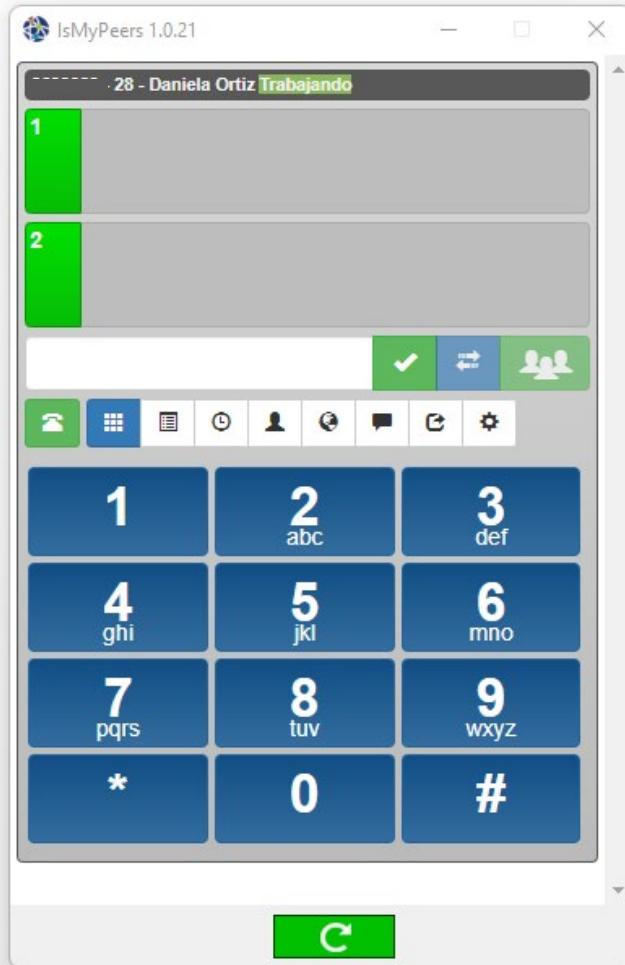 IsMyPeers 1.0.21
- 28 - Daniela Ortiz Trabajando
1
2
1
2
abc
3
def
4
ghi
5
jkl
6
mno
7
pqrs
8
tuv
9
wxyz
*
0
#